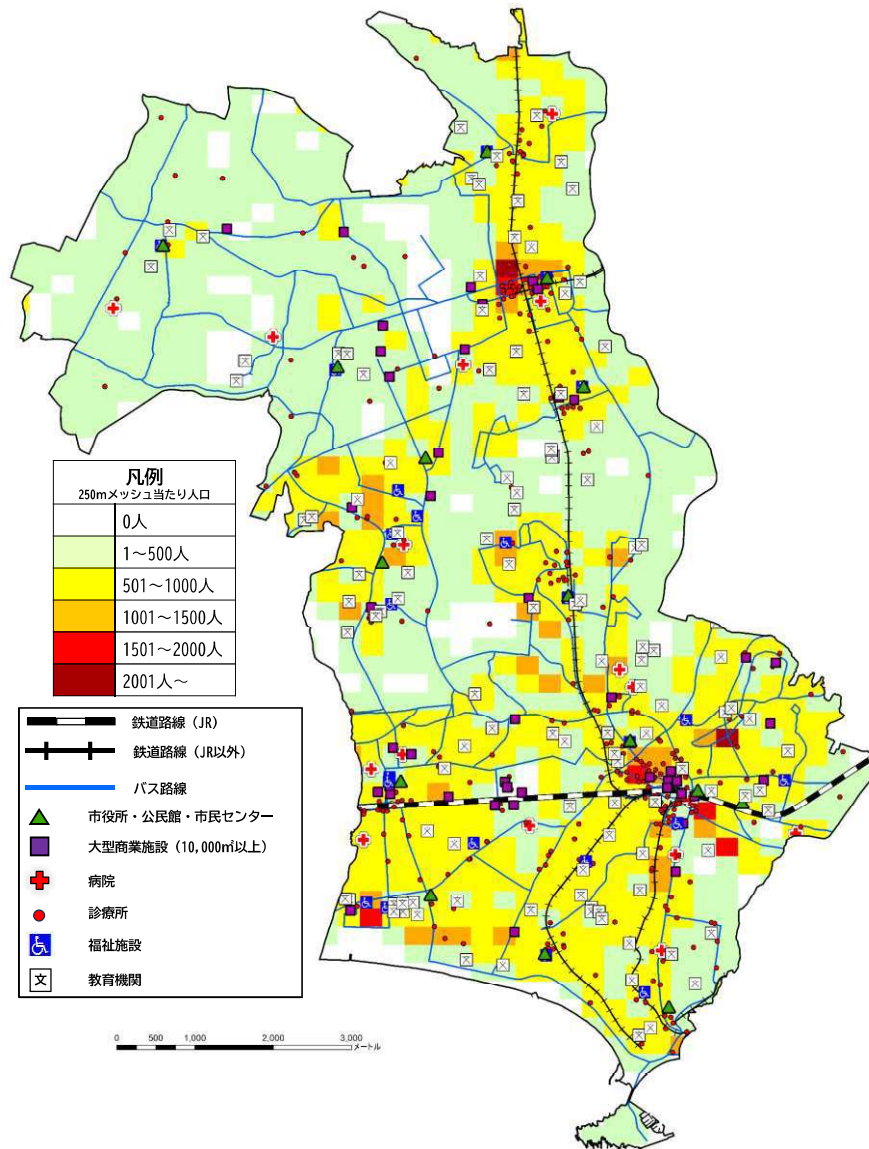 凡例
250mメッシュ当たり人口
0人
1～500人
501～1000人
1001～1500人
1501～2000人
2001人～
鉄道路線（JR）
鉄道路線（JR以外）
バス路線
市役所・公民館・市民センター
大型商業施設（10,000㎡以上）
病院
診療所
福祉施設
文 教育機関
0 500 1,000 2,000 3,000
メートル